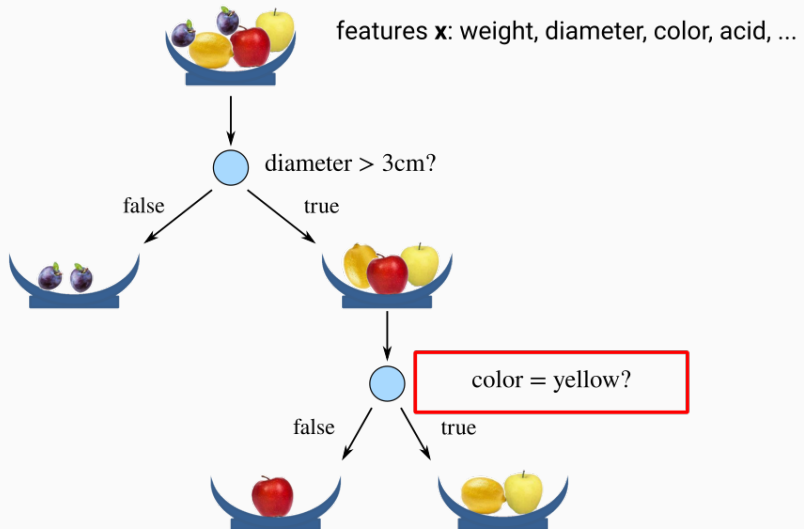 features x: weight, diameter, color, acid, ...
diameter > 3cm?
false
true
color = yellow?
false
true